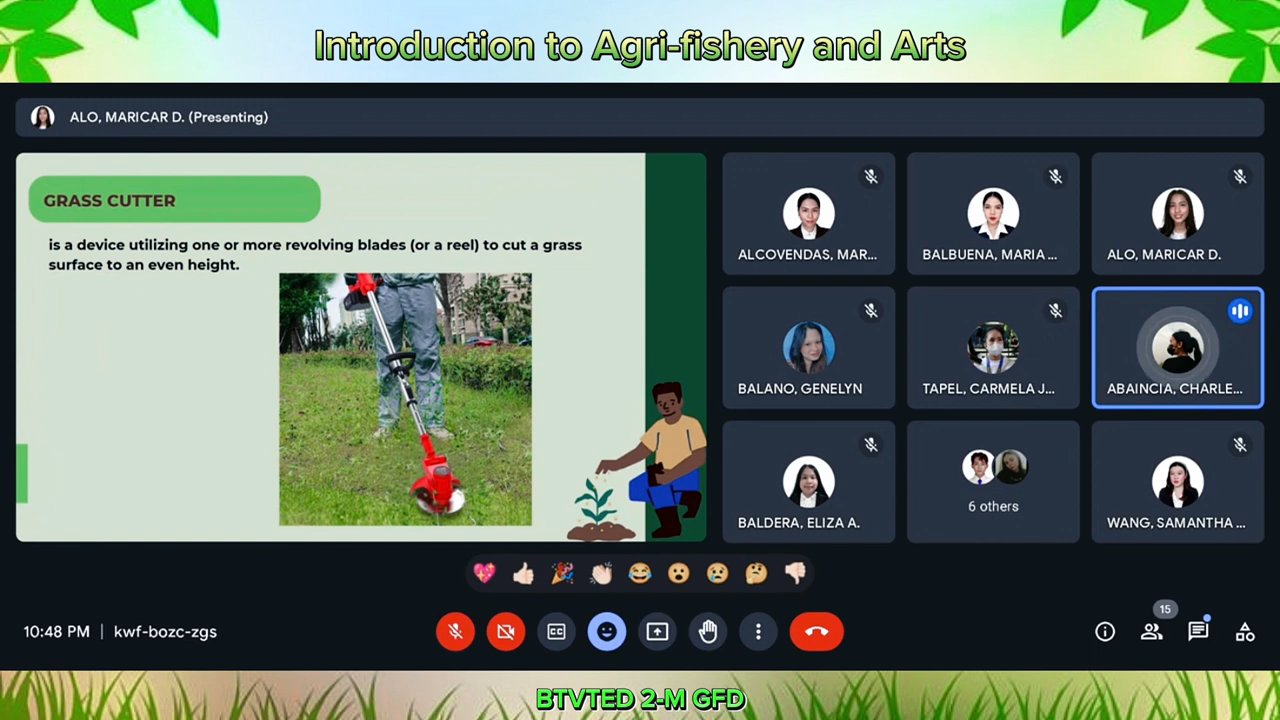 Introduction to Agri-fishery and Arts
ALO, MARICAR D. (Presenting)
GRASS CUTTER
is a device utilizing one or more revolving blades (or a reel) to cut a grass
surface to an even height.
ALCOVENDAS, MAR...
BALBUENA, MARIA ...
ALO, MARICAR D.
BALANO, GENELYN
TAPEL, CARMELA J...
ABAINCIA, CHARLE...
BALDERA, ELIZA A.
6 others
WANG, SAMANTHA ...
10:48 PM | kwf-bozc-zgs
CC
15
BTVTED 2-M GFD